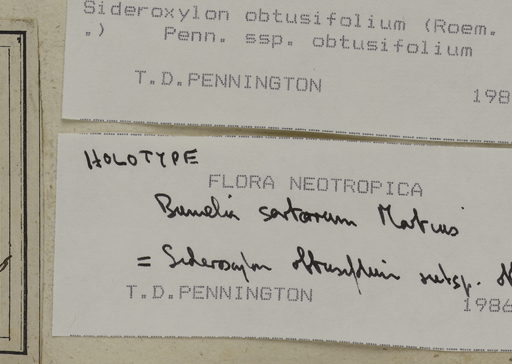 Sideroxylon obtusifolium (Roem.
.) Penn. ssp. obtusifolium
T.D.PENNINGTON
198
HOLOTYPE
FLORA NEOTROPICA
Bumelia sartorum Martius
= Sideroxylon obtusifolium subsp.
T.D.PENNINGTON
1986